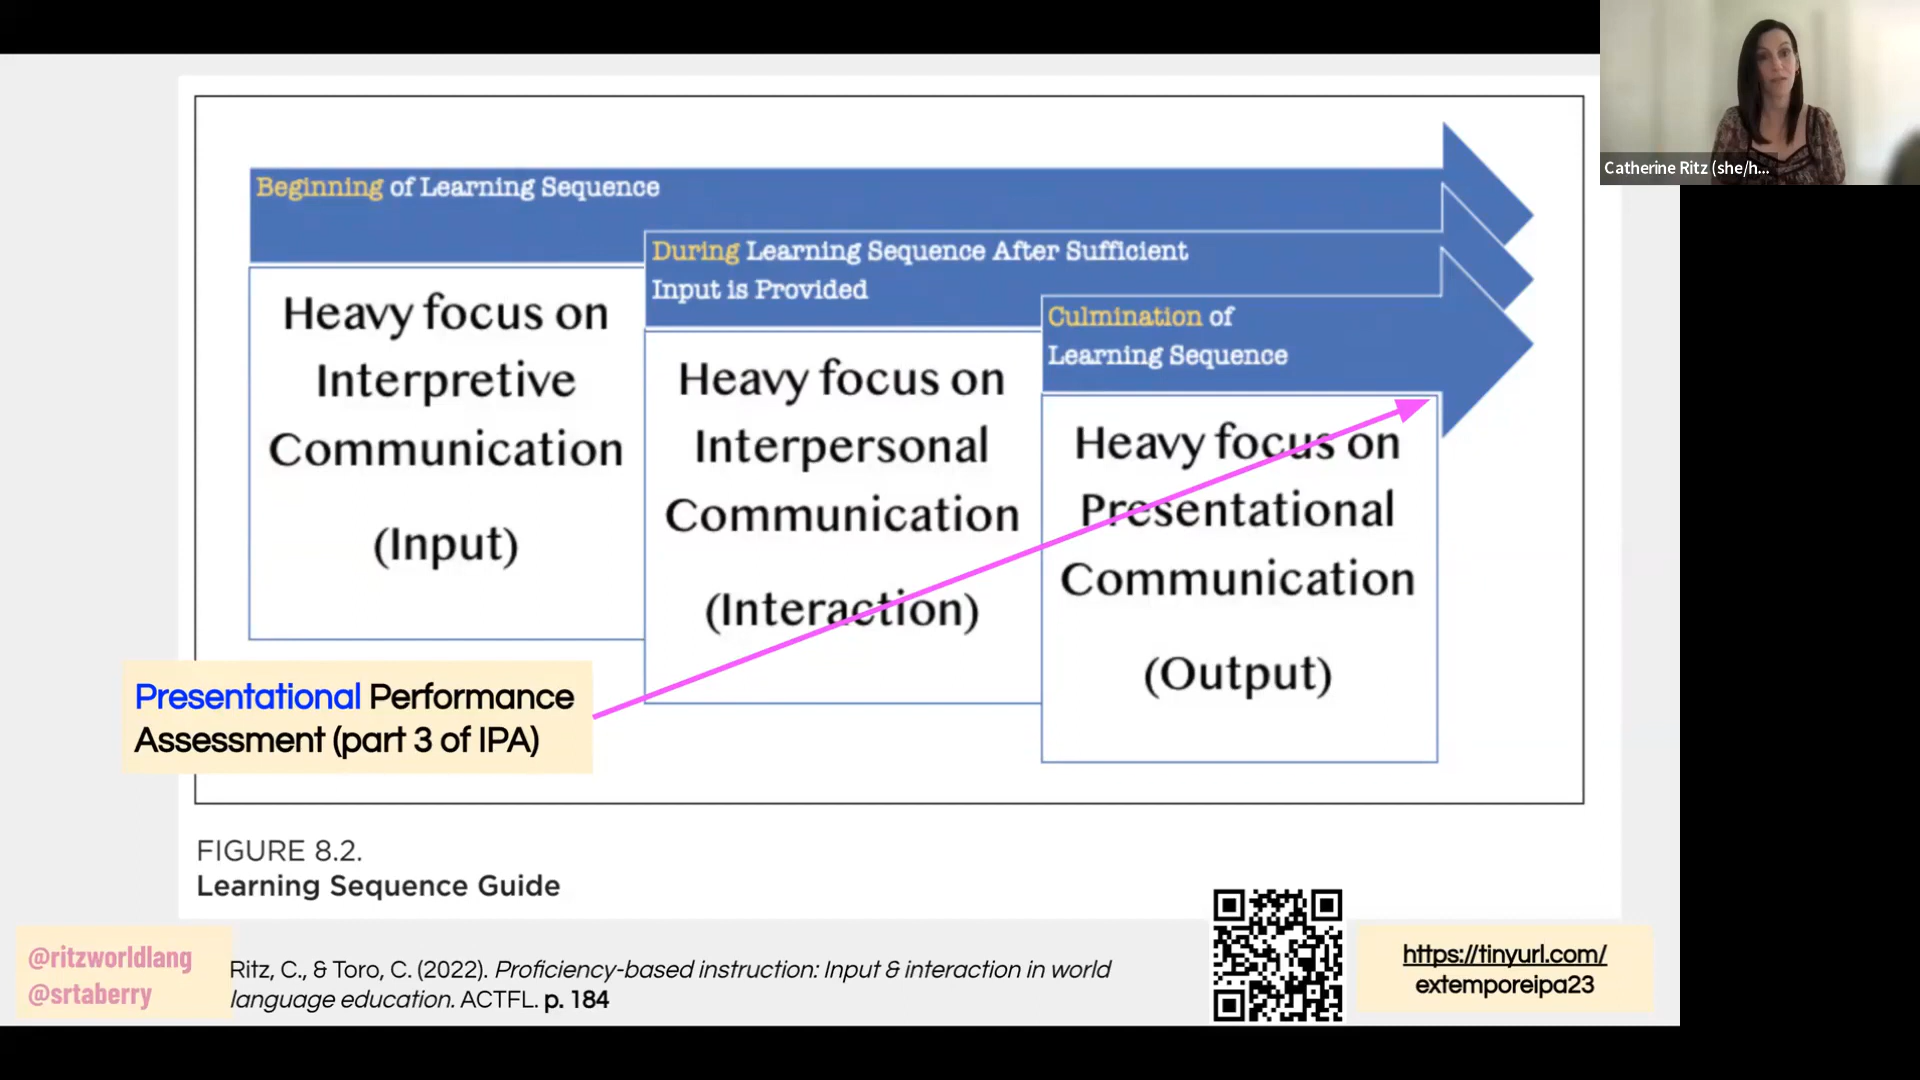 Catherine Ritz (she/h...
Beginning of Learning Sequence
During Learning Sequence After Sufficient
Input is Provided
Culmination of
Learning Sequence
Heavy focus on
Interpretive
Communication
(Input)
Heavy focus on
Interpersonal
Communication
(Interaction)
Heavy focus on
Presentational
Communication
(Output)
Presentational Performance
Assessment (part 3 of IPA)
FIGURE 8.2.
Learning Sequence Guide
@ritzworldlang
@srtaberry
Ritz, C., & Toro, C. (2022). Proficiency-based instruction: Input & interaction in world
language education. ACTFL. p. 184
https://tinyurl.com/
extemporeipa23